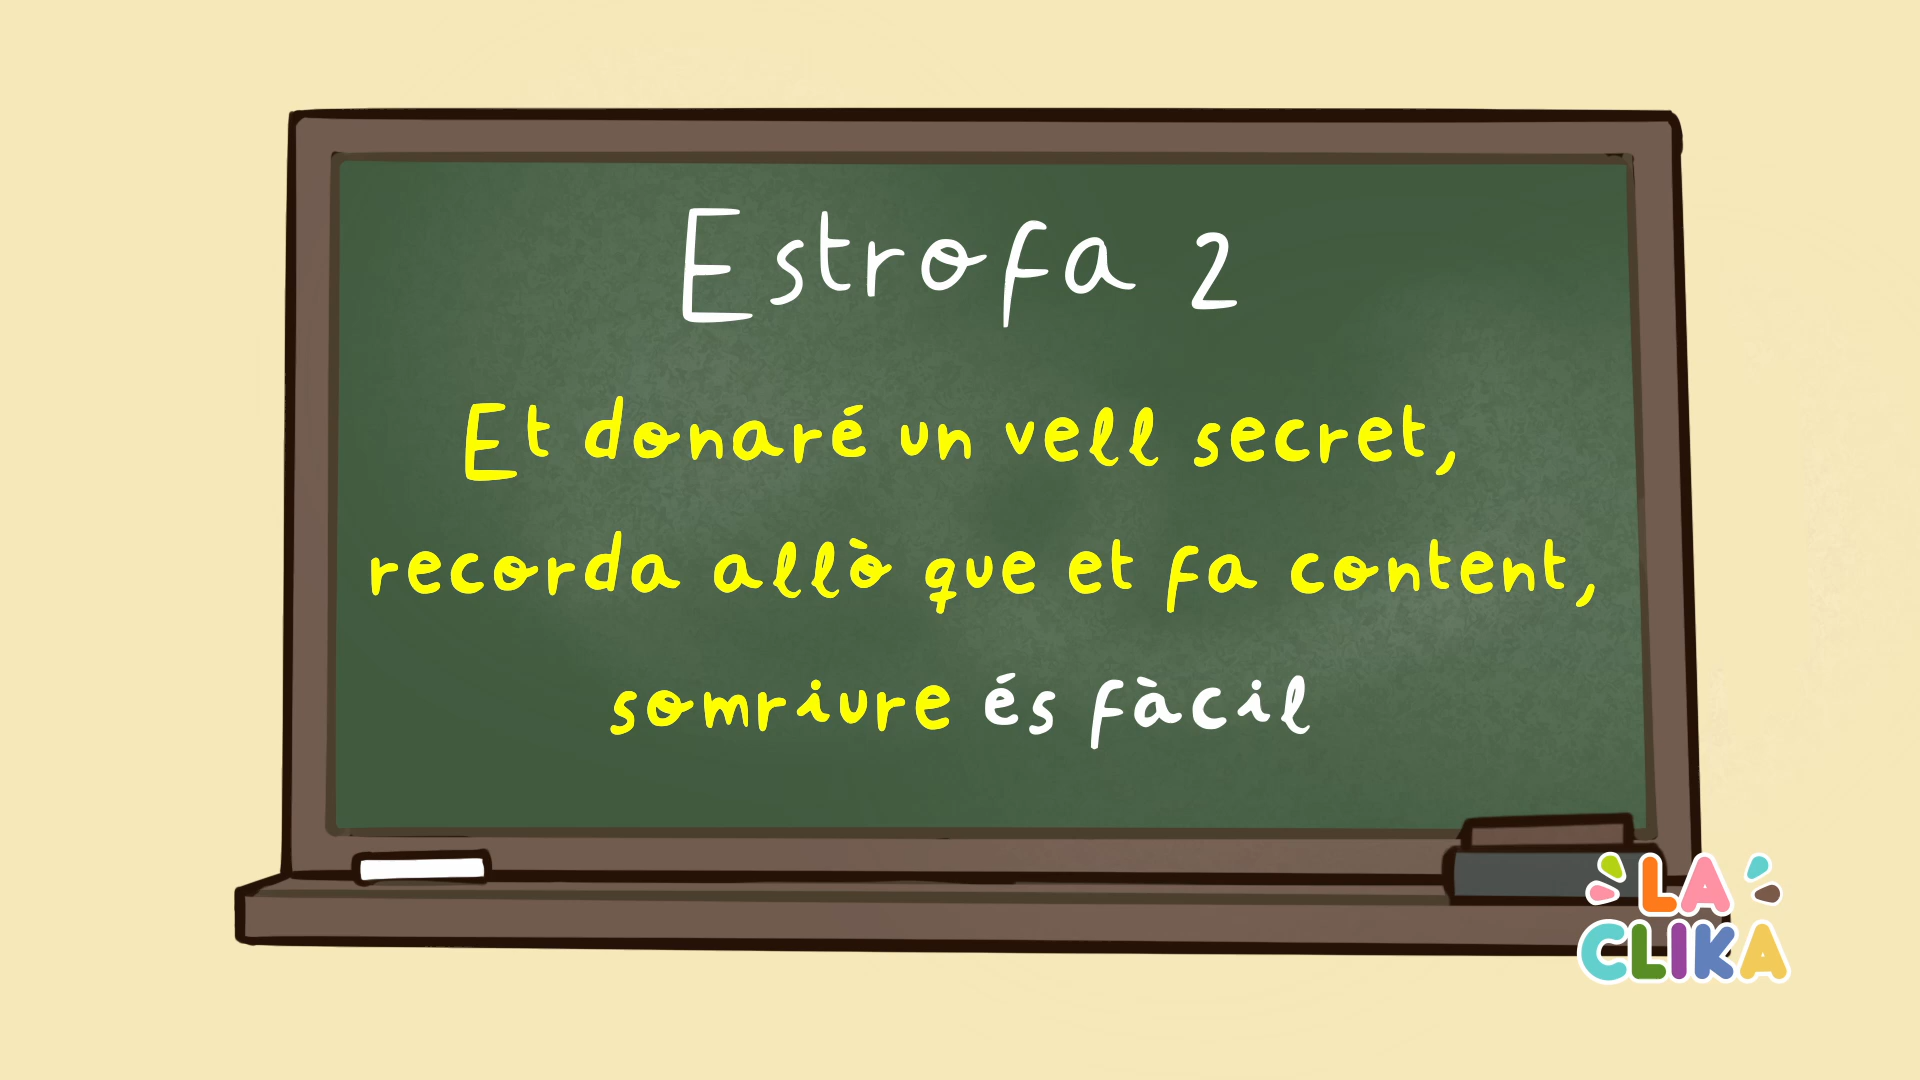 Estrofa 2
Et donaré un vell secret,
recorda allò que et fa content,
somriure és fàcil
LA
CLIKA